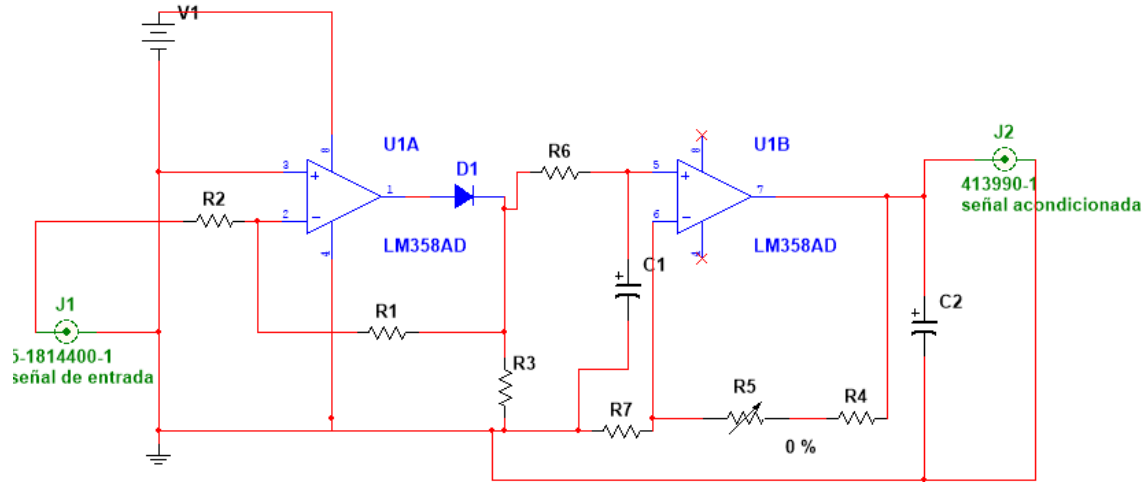 V1
U1A
3
8
2
1
4
LM358AD
D1
R2
R1
R3
J1
5-1814400-1
señal de entrada
R6
C1
U1B
5
8
6
7
4
LM358AD
R7
R5
0 %
R4
C2
J2
413990-1
señal acondicionada